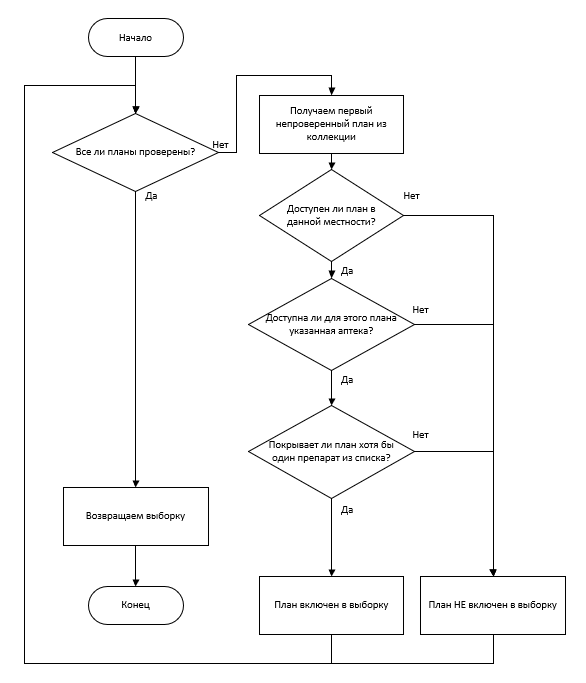 Начало
Все ли планы проверены?
Нет
Да
Получаем первый
непроверенный план из
коллекции
Доступен ли план в
данной местности?
Нет
Да
Доступна ли для этого плана
указанная аптека?
Нет
Да
Покрывает ли план хотя бы
один препарат из списка?
Нет
Да
Возвращаем выборку
Конец
План включен в выборку
План НЕ включен в выборку